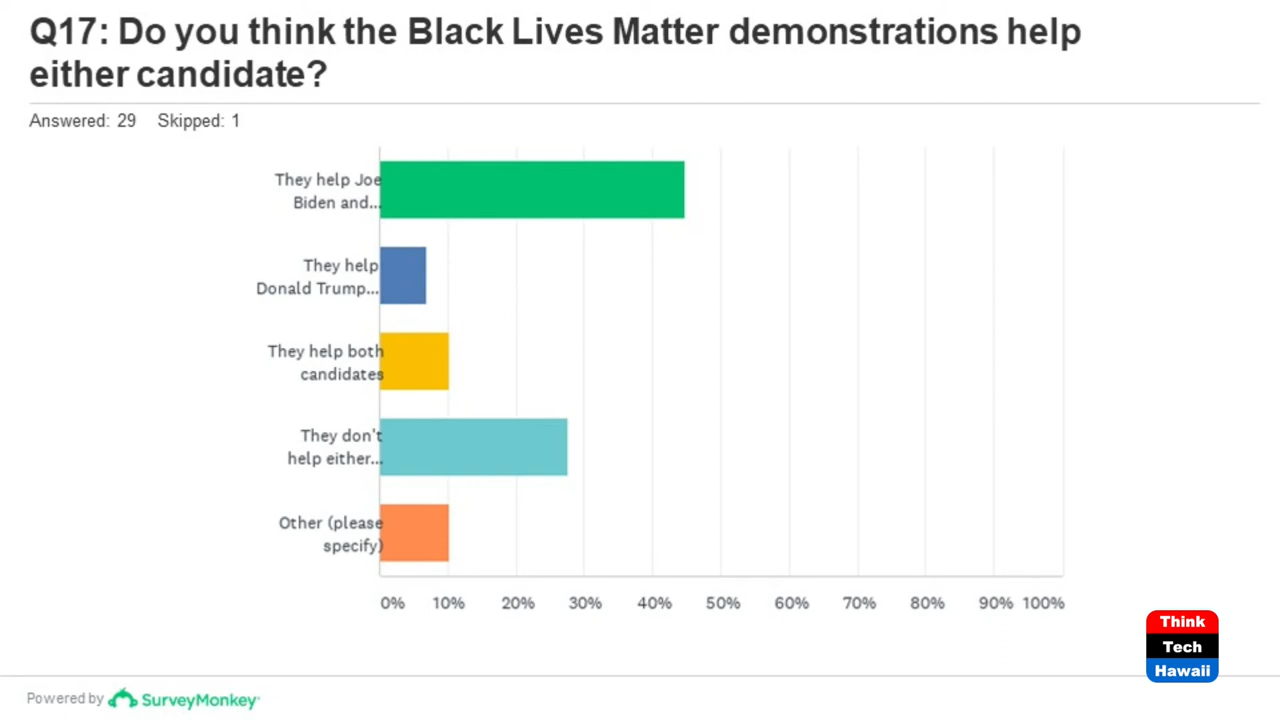 Q17: Do you think the Black Lives Matter demonstrations help
either candidate?
Answered: 29 Skipped: 1
They help Joe
Biden and...
They help
Donald Trump...
They help both
candidates
They don't
help either...
Other (please
specify)
0% 10% 20% 30% 40% 50% 60% 70% 80% 90% 100%
Think
Tech
Hawaii
Powered by SurveyMonkey